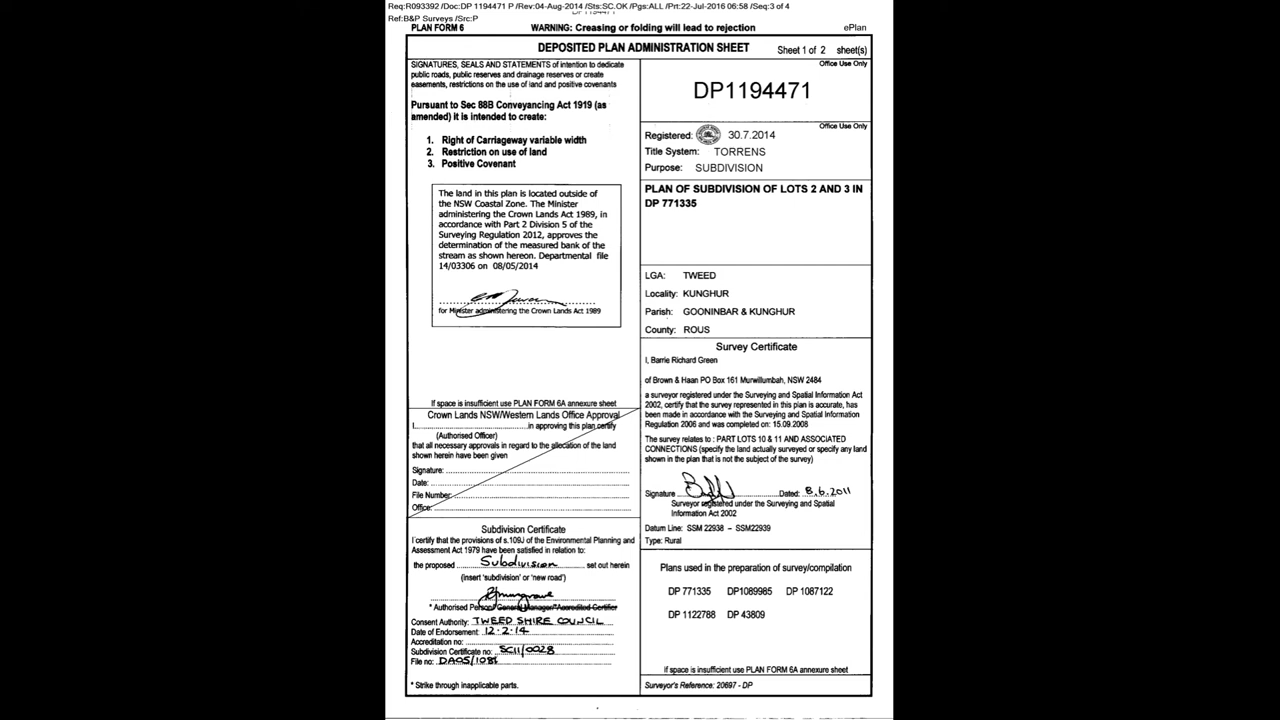 Req:R093392 /Doc:DP 1194471 P /Rev:04-Aug-2014 /Sts:SC.OK /Pgs:ALL /Prt:22-Jul-2016 06:58 /Seq:3 of 4
Ref:B&P Surveys /Src:P
PLAN FORM 6 WARNING: Creasing or folding will lead to rejection ePlan
DEPOSITED PLAN ADMINISTRATION SHEET Sheet 1 of 2 sheet(s)
SIGNATURES, SEALS AND STATEMENTS of intention to dedicate
public roads, public reserves and drainage reserves or create
easements, restrictions on the use of land and positive covenants
Pursuant to Sec 88B Conveyancing Act 1919 (as
amended) it is intended to create:
1. Right of Carriageway variable width
2. Restriction on use of land
3. Positive Covenant
The land in this plan is located outside of
the NSW Coastal Zone. The Minister
administering the Crown Lands Act 1989, in
accordance with Part 2 Division 5 of the
Surveying Regulation 2012, approves the
determination of the measured bank of the
stream as shown hereon. Departmental file
14/03306 on 08/05/2014
for Minister administering the Crown Lands Act 1989
If space is insufficient use PLAN FORM 6A annexure sheet
Crown Lands NSW/Western Lands Office Approval
I..............................in approving this plan certify
(Authorised Officer)
that all necessary approvals in regard to the allocation of the land
shown herein have been given
Signature:
Date:
File Number:
Office:
Subdivision Certificate
I certify that the provisions of s.109J of the Environmental Planning and
Assessment Act 1979 have been satisfied in relation to:
the proposed Subdivision set out herein
(insert 'subdivision' or 'new road')
* Authorised Person/General Manager/*Accredited Certifier
Consent Authority: TWEED SHIRE COUNCIL
Date of Endorsement: 12.2.14
Accreditation no:
Subdivision Certificate no: SC11/0028
File no: DA05/1081
* Strike through inapplicable parts.
Office Use Only
DP1194471
Office Use Only
Registered: 30.7.2014
Title System: TORRENS
Purpose: SUBDIVISION
PLAN OF SUBDIVISION OF LOTS 2 AND 3 IN
DP 771335
LGA: TWEED
Locality: KUNGHUR
Parish: GOONINBAR & KUNGHUR
County: ROUS
Survey Certificate
I, Barrie Richard Green
of Brown & Haan PO Box 161 Murwillumbah, NSW 2484
a surveyor registered under the Surveying and Spatial Information Act
2002, certify that the survey represented in this plan is accurate, has
been made in accordance with the Surveying and Spatial Information
Regulation 2006 and was completed on: 15.09.2008
The survey relates to : PART LOTS 10 & 11 AND ASSOCIATED
CONNECTIONS (specify the land actually surveyed or specify any land
shown in the plan that is not the subject of the survey)
Signature Dated: 8.6.2011
Surveyor registered under the Surveying and Spatial
Information Act 2002
Datum Line: SSM 22938 – SSM22939
Type: Rural
Plans used in the preparation of survey/compilation
DP 771335 DP1089985 DP 1087122
DP 1122788 DP 43809
If space is insufficient use PLAN FORM 6A annexure sheet
Surveyor's Reference: 20697 - DP